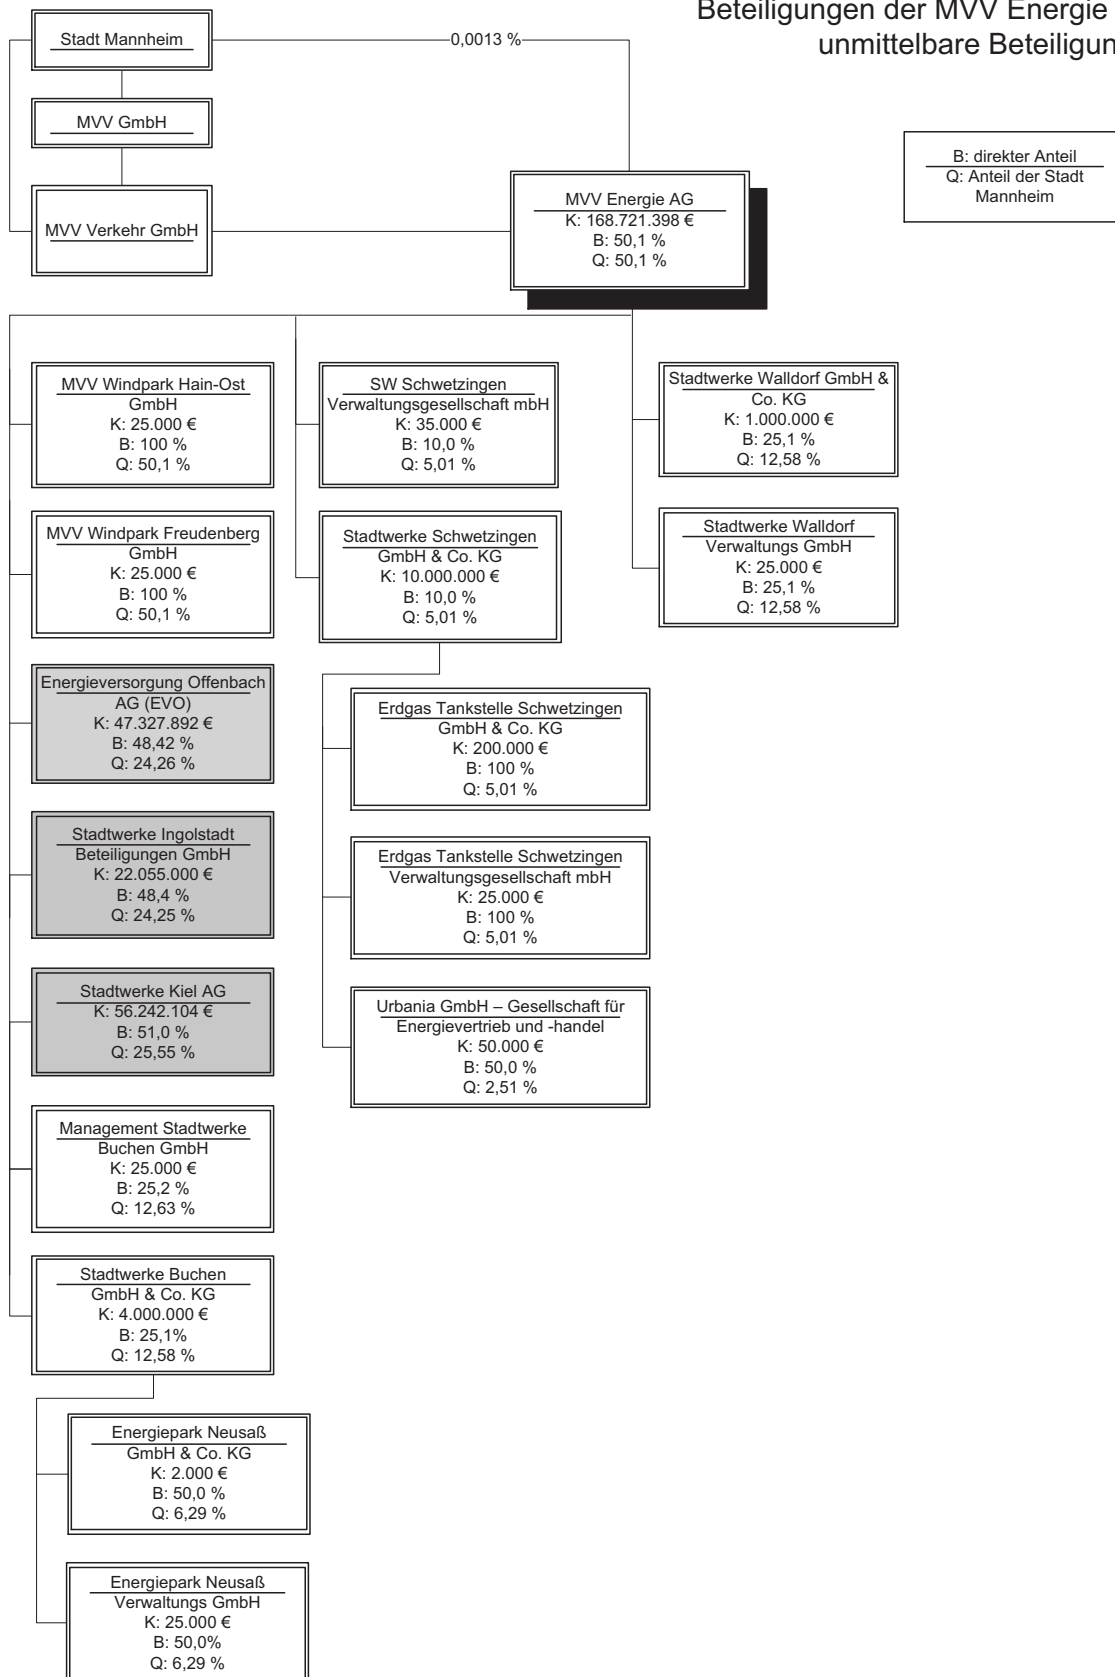 Beteiligungen der MVV Energie
unmittelbare Beteiligun
Stadt Mannheim
0,0013 %
MVV GmbH
MVV Verkehr GmbH
MVV Energie AG
K: 168.721.398 €
B: 50,1 %
Q: 50,1 %
B: direkter Anteil
Q: Anteil der Stadt
Mannheim
MVV Windpark Hain-Ost
GmbH
K: 25.000 €
B: 100 %
Q: 50,1 %
MVV Windpark Freudenberg
GmbH
K: 25.000 €
B: 100 %
Q: 50,1 %
Energieversorgung Offenbach
AG (EVO)
K: 47.327.892 €
B: 48,42 %
Q: 24,26 %
Stadtwerke Ingolstadt
Beteiligungen GmbH
K: 22.055.000 €
B: 48,4 %
Q: 24,25 %
Stadtwerke Kiel AG
K: 56.242.104 €
B: 51,0 %
Q: 25,55 %
Management Stadtwerke
Buchen GmbH
K: 25.000 €
B: 25,2 %
Q: 12,63 %
Stadtwerke Buchen
GmbH & Co. KG
K: 4.000.000 €
B: 25,1%
Q: 12,58 %
Energiepark Neusaß
GmbH & Co. KG
K: 2.000 €
B: 50,0 %
Q: 6,29 %
Energiepark Neusaß
Verwaltungs GmbH
K: 25.000 €
B: 50,0%
Q: 6,29 %
SW Schwetzingen
Verwaltungsgesellschaft mbH
K: 35.000 €
B: 10,0 %
Q: 5,01 %
Stadtwerke Schwetzingen
GmbH & Co. KG
K: 10.000.000 €
B: 10,0 %
Q: 5,01 %
Erdgas Tankstelle Schwetzingen
GmbH & Co. KG
K: 200.000 €
B: 100 %
Q: 5,01 %
Erdgas Tankstelle Schwetzingen
Verwaltungsgesellschaft mbH
K: 25.000 €
B: 100 %
Q: 5,01 %
Urbania GmbH – Gesellschaft für
Energievertrieb und -handel
K: 50.000 €
B: 50,0 %
Q: 2,51 %
Stadtwerke Walldorf GmbH &
Co. KG
K: 1.000.000 €
B: 25,1 %
Q: 12,58 %
Stadtwerke Walldorf
Verwaltungs GmbH
K: 25.000 €
B: 25,1 %
Q: 12,58 %